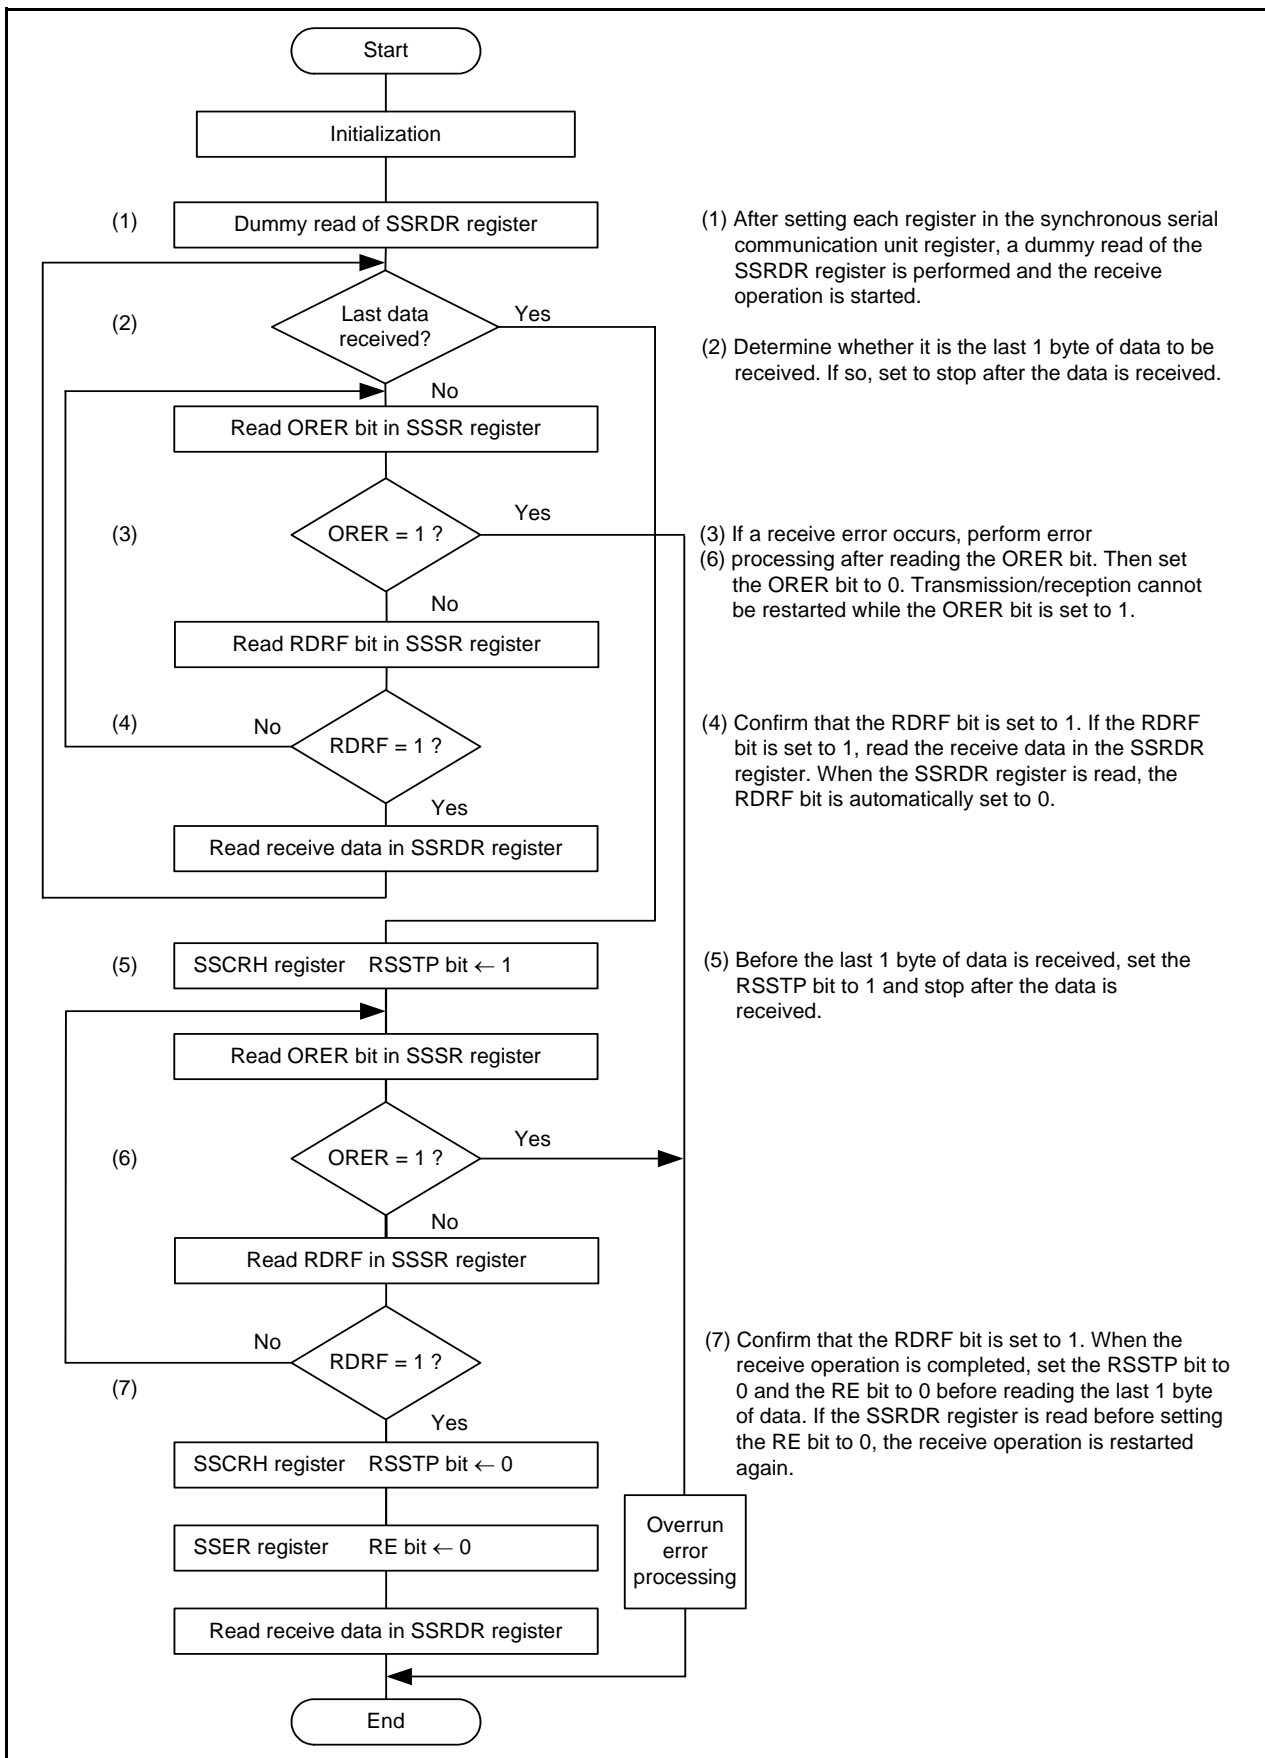 Start
Initialization
(1)
Dummy read of SSRDR register
(1) After setting each register in the synchronous serial
communication unit register, a dummy read of the
SSRDR register is performed and the receive
operation is started.
(2)
Last data
received?
Yes
No
(2) Determine whether it is the last 1 byte of data to be
received. If so, set to stop after the data is received.
Read ORER bit in SSSR register
(3)
ORER = 1 ?
Yes
No
(3) If a receive error occurs, perform error
(6) processing after reading the ORER bit. Then set
the ORER bit to 0. Transmission/reception cannot
be restarted while the ORER bit is set to 1.
Read RDRF bit in SSSR register
(4)
No
RDRF = 1 ?
Yes
(4) Confirm that the RDRF bit is set to 1. If the RDRF
bit is set to 1, read the receive data in the SSRDR
register. When the SSRDR register is read, the
RDRF bit is automatically set to 0.
Read receive data in SSRDR register
(5)
SSCRH register RSSTP bit ← 1
(5) Before the last 1 byte of data is received, set the
RSSTP bit to 1 and stop after the data is
received.
Read ORER bit in SSSR register
(6)
ORER = 1 ?
Yes
No
Read RDRF in SSSR register
No
RDRF = 1 ?
(7)
Yes
(7) Confirm that the RDRF bit is set to 1. When the
receive operation is completed, set the RSSTP bit to
0 and the RE bit to 0 before reading the last 1 byte
of data. If the SSRDR register is read before setting
the RE bit to 0, the receive operation is restarted
again.
SSCRH register RSSTP bit ← 0
SSER register RE bit ← 0
Overrun
error
processing
Read receive data in SSRDR register
End